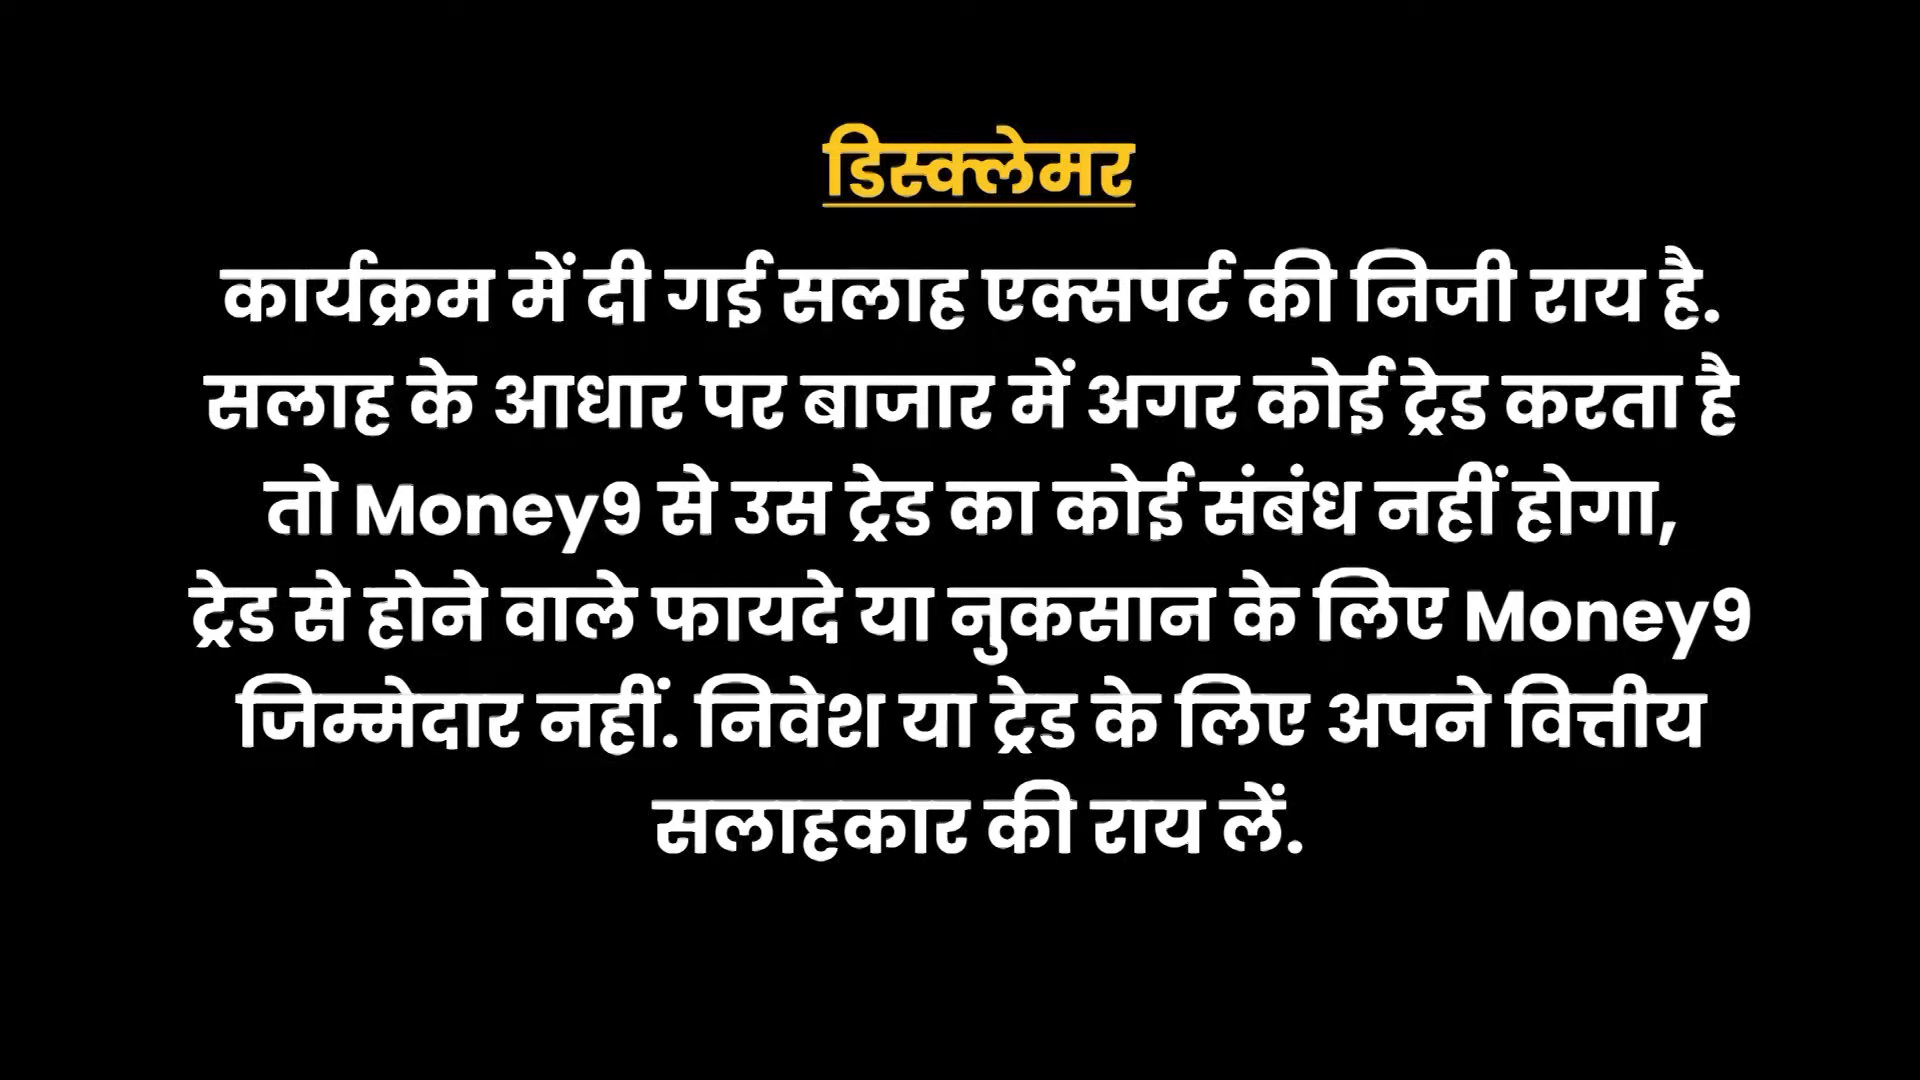 डिस्क्लेमर
कार्यक्रम में दी गई सलाह एक्सपर्ट की निजी राय है.
सलाह के आधार पर बाजार में अगर कोई ट्रेड करता है
तो Money9 से उस ट्रेड का कोई संबंध नहीं होगा,
ट्रेड से होने वाले फायदे या नुकसान के लिए Money9
जिम्मेदार नहीं. निवेश या ट्रेड के लिए अपने वित्तीय
सलाहकार की राय लें.